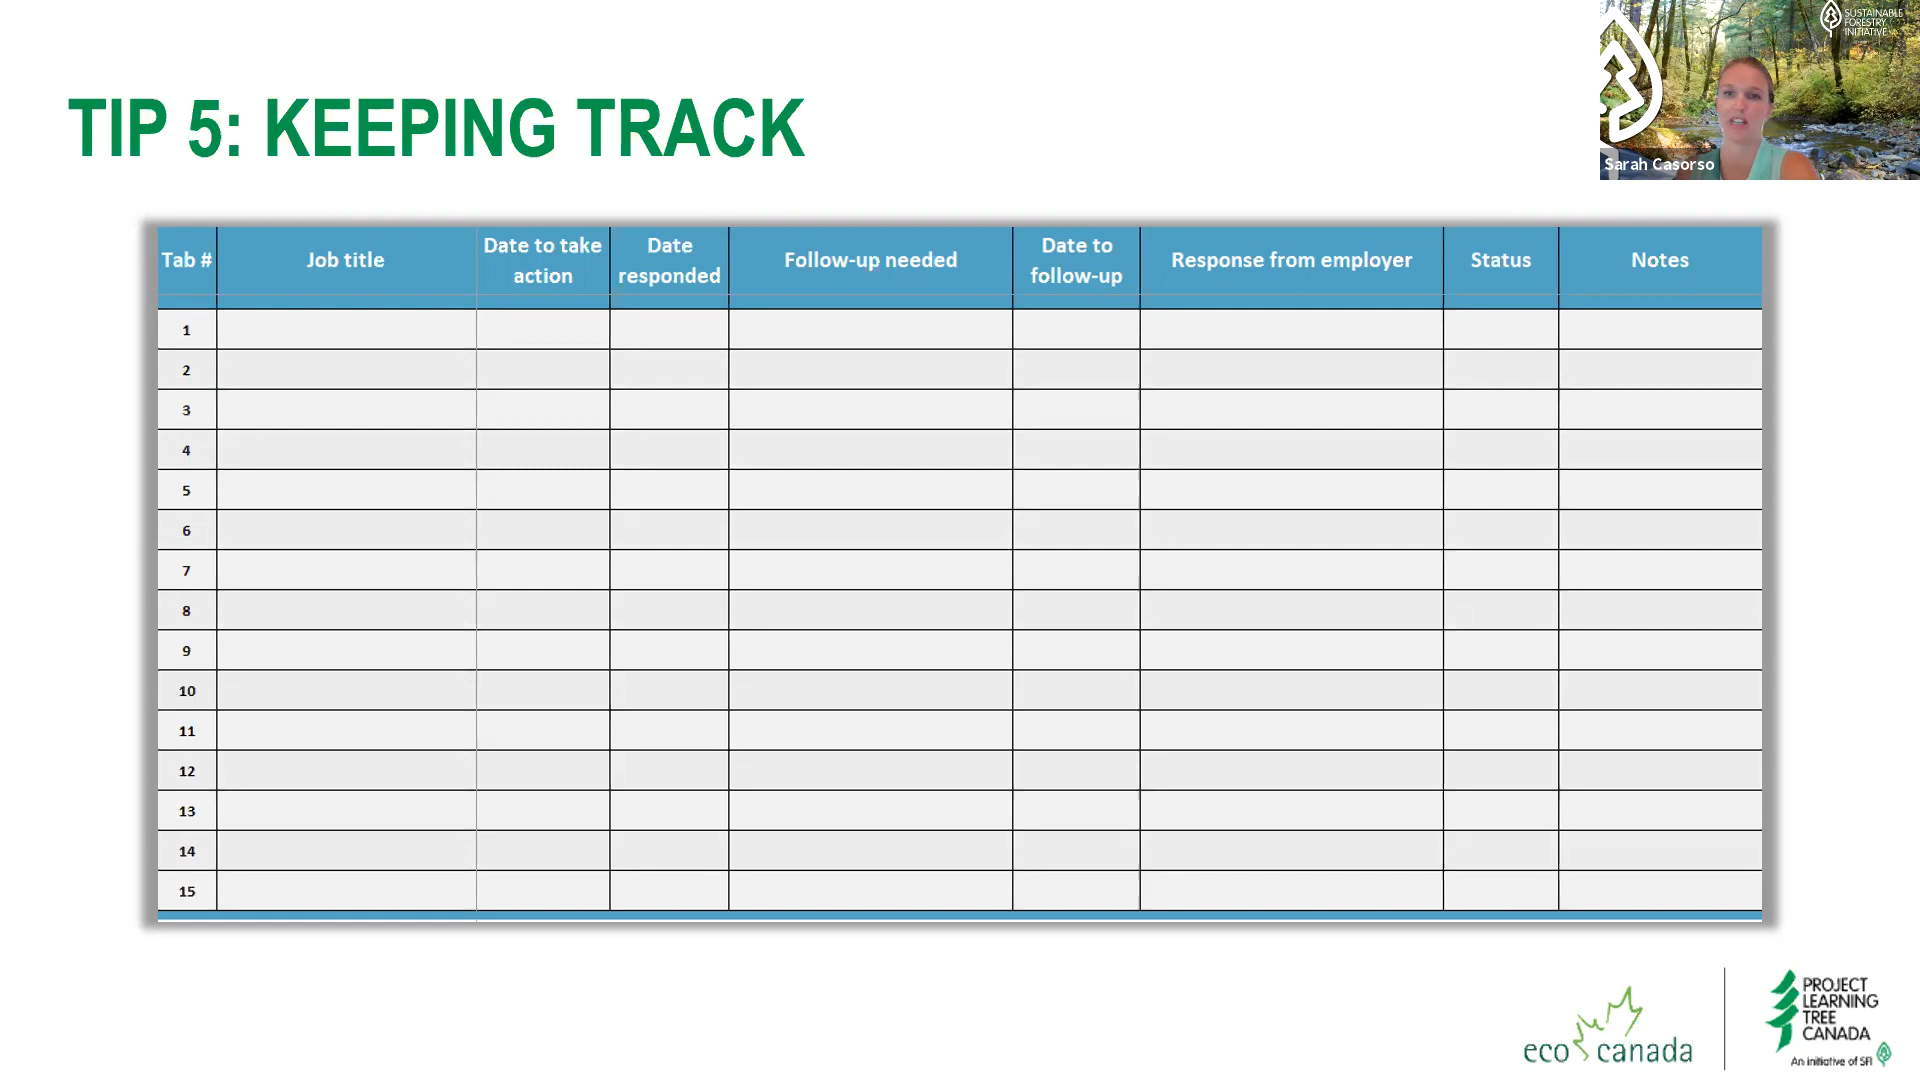 SUSTAINABLE
FORESTRY
INITIATIVE
Sarah Casorso
TIP 5: KEEPING TRACK
Tab # Job title Date to take action Date responded Follow-up needed Date to follow-up Response from employer Status Notes
1
2
3
4
5
6
7
8
9
10
11
12
13
14
15
eco canada
PROJECT
LEARNING
TREE
CANADA
An initiative of SFI